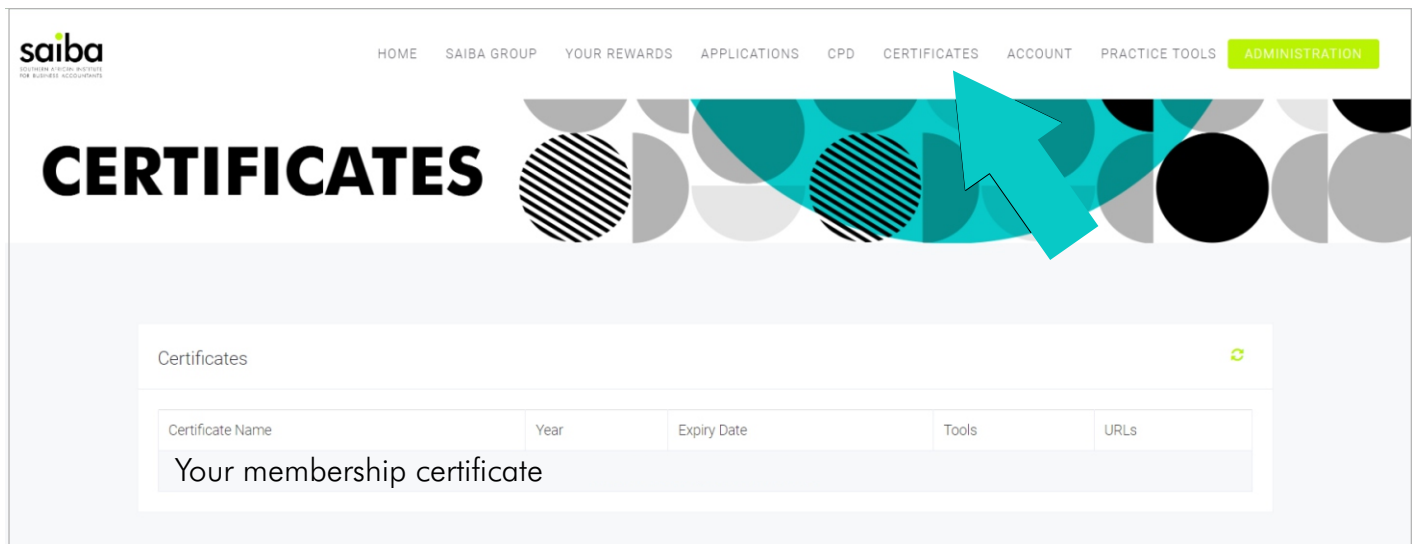 saiba
SOUTHERN AFRICAN INSTITUTE
FOR BUSINESS ACCOUNTANTS
HOME SAIBA GROUP YOUR REWARDS APPLICATIONS CPD CERTIFICATES ACCOUNT PRACTICE TOOLS ADMINISTRATION
CERTIFICATES
Certificates
Certificate Name Year Expiry Date Tools URLs
Your membership certificate